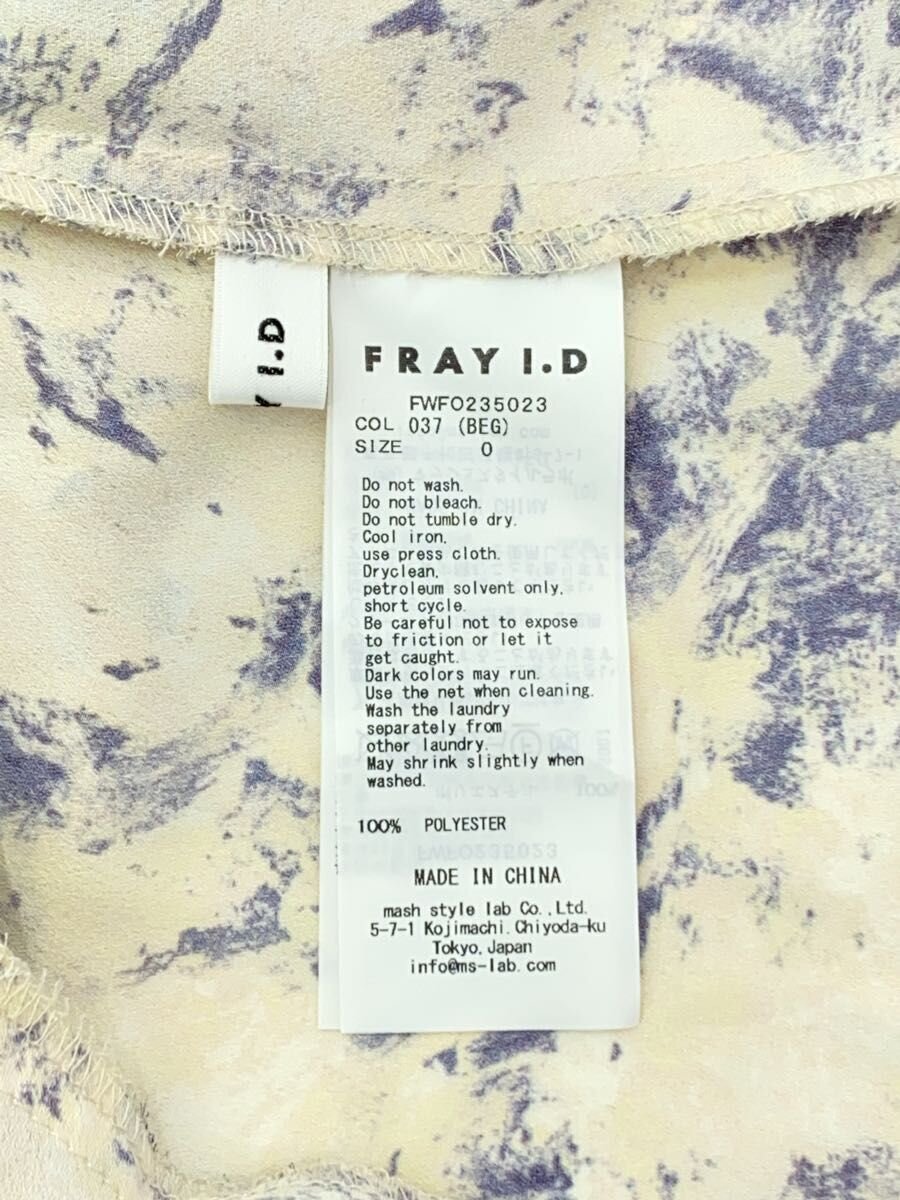 Y I.D
FRAY I.D
FWFO235023
COL 037 (BEG)
SIZE 0
Do not wash.
Do not bleach.
Do not tumble dry.
Cool iron.
use press cloth.
Dryclean.
petroleum solvent only.
short cycle.
Be careful not to expose
to friction or let it
get caught.
Dark colors may run.
Use the net when cleaning.
Wash the laundry
separately from
other laundry.
May shrink slightly when
washed.
100% POLYESTER
MADE IN CHINA
mash style lab Co.,Ltd.
5-7-1 Kojimachi.Chiyoda-ku
Tokyo.Japan
info@ms-lab.com